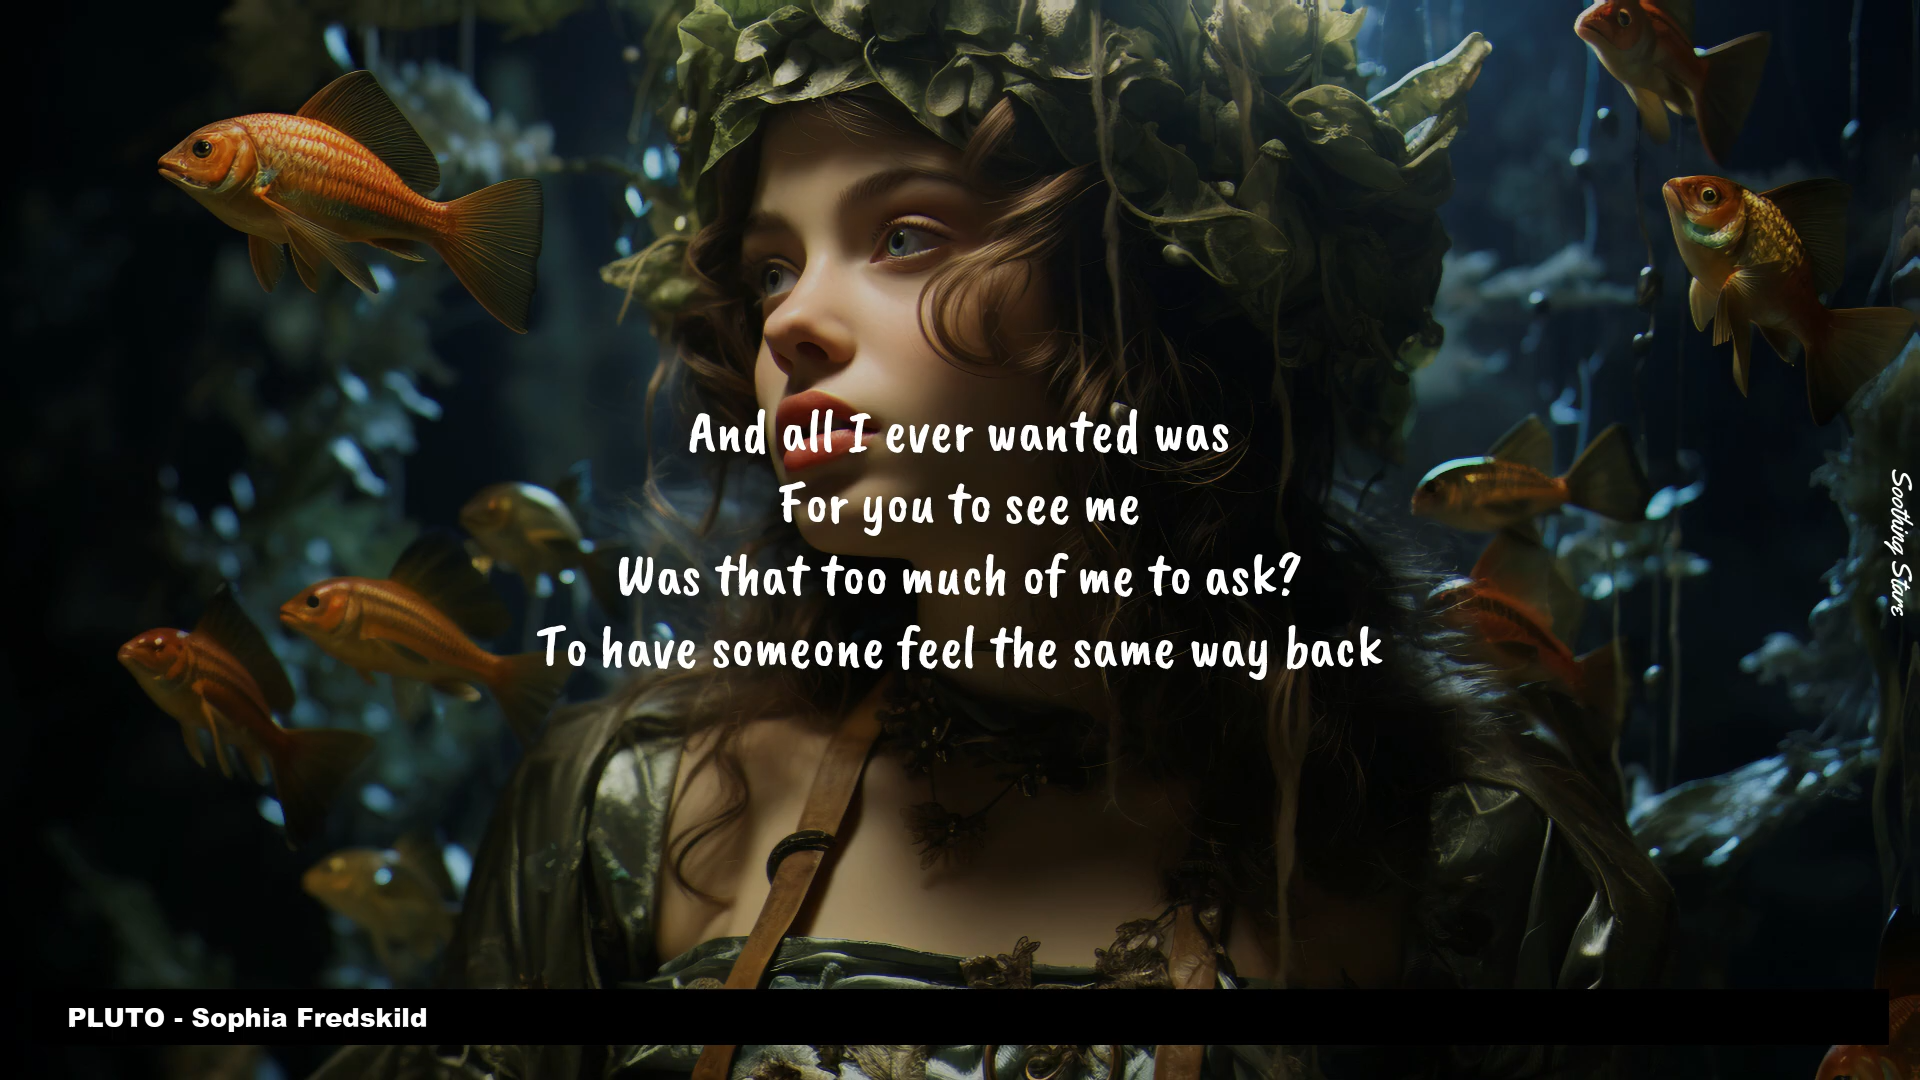 And all I ever wanted was
For you to see me
Was that too much of me to ask?
To have someone feel the same way back
Soothing Stare
PLUTO - Sophia Fredskild